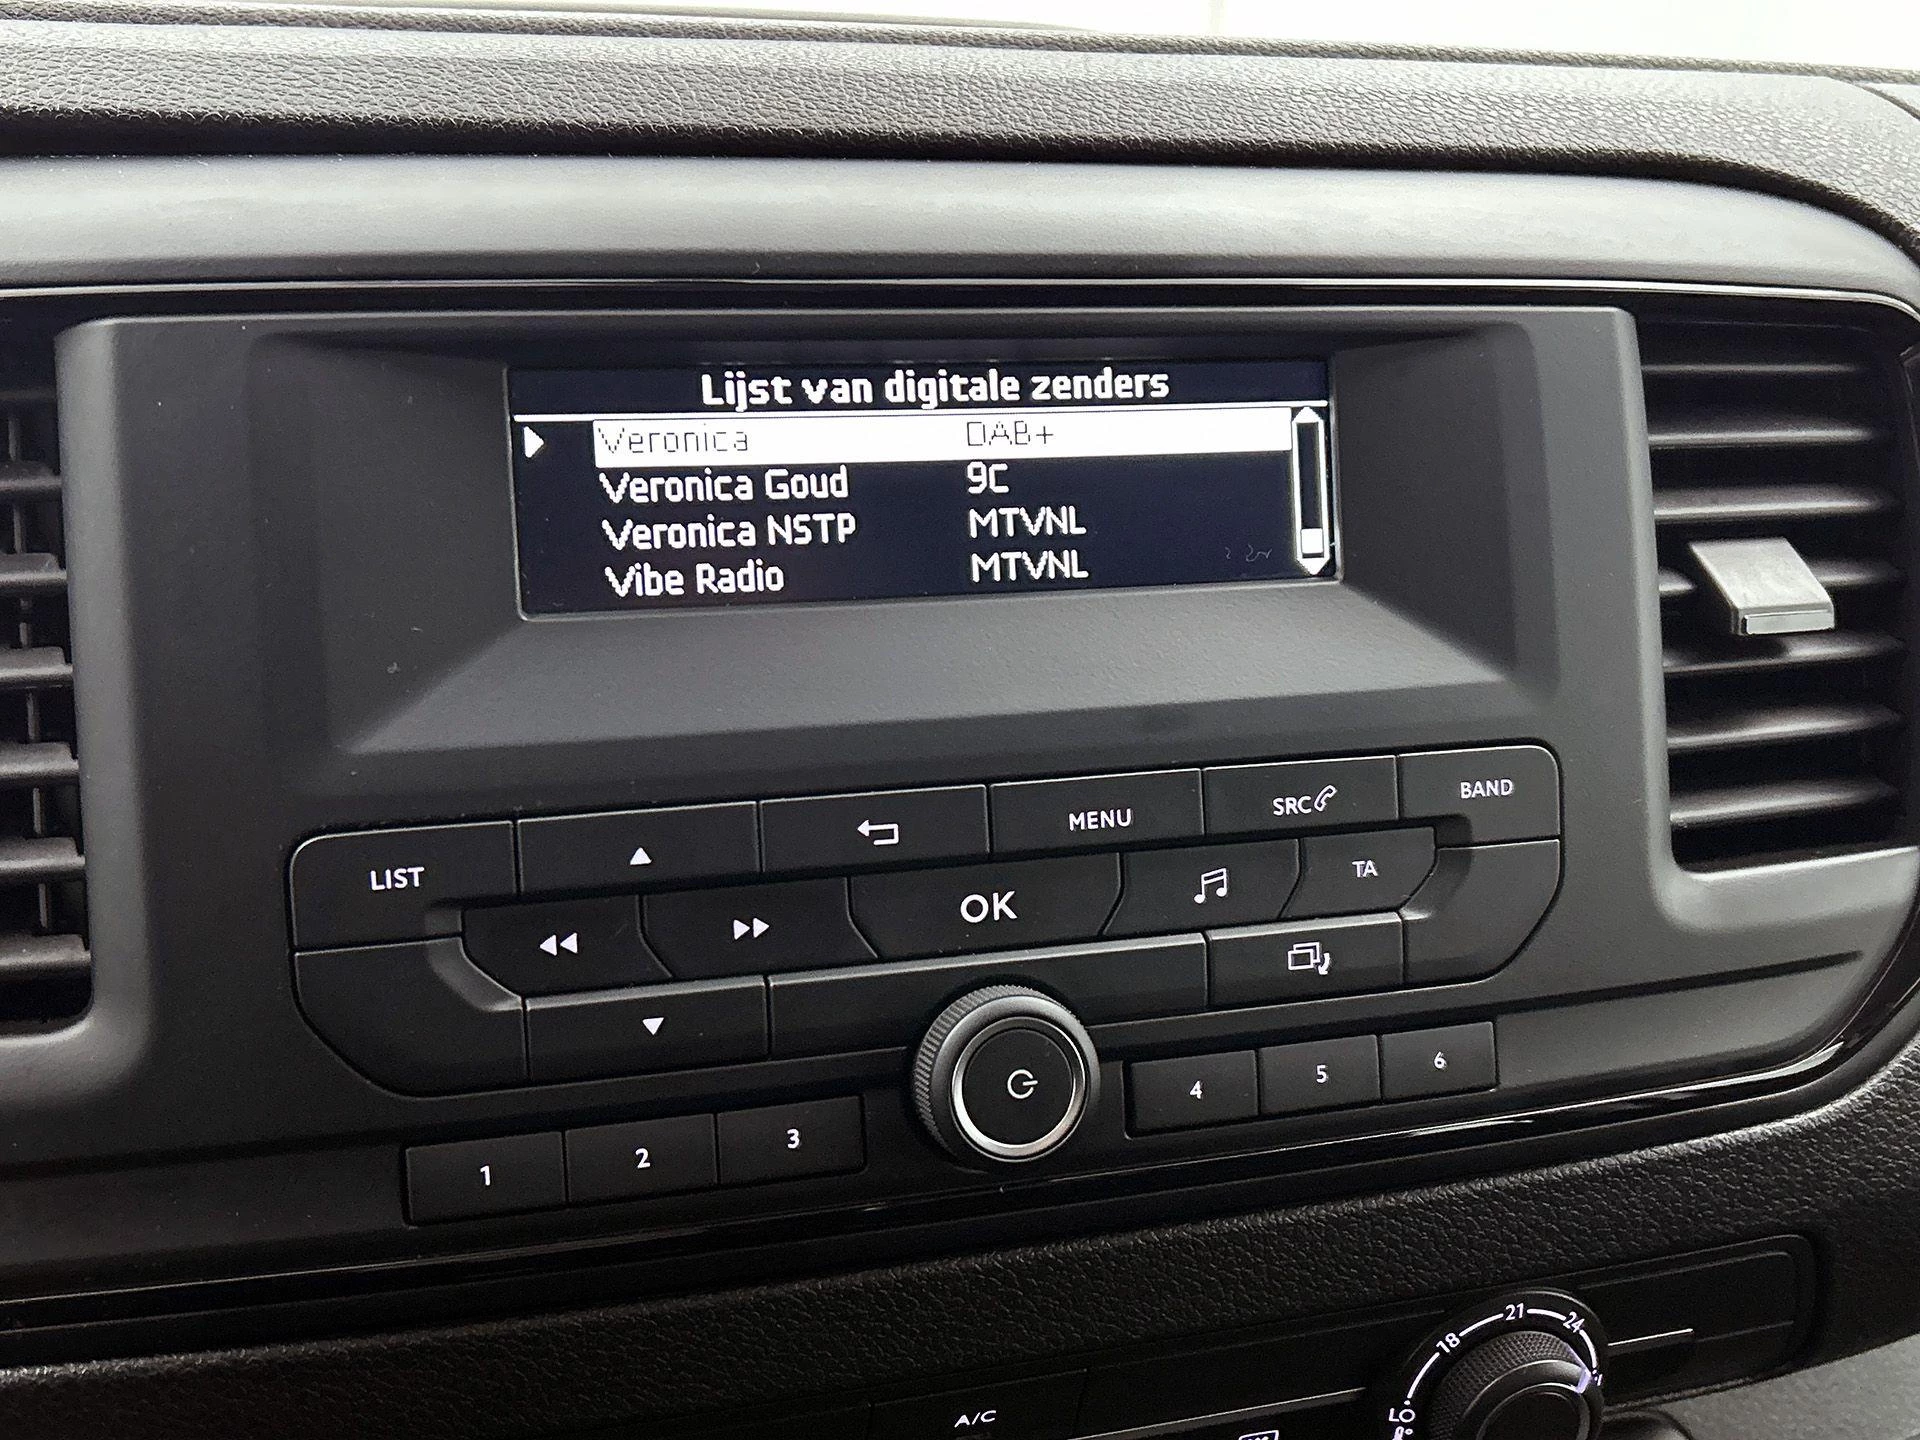 Lijst van digitale zenders
Veronica DAB+
Veronica Goud 9C
Veronica NSTP MTVNL
Vibe Radio MTVNL
LIST MENU SRC BAND
OK TA
1 2 3 4 5 6
18 21 24
A/C
LO